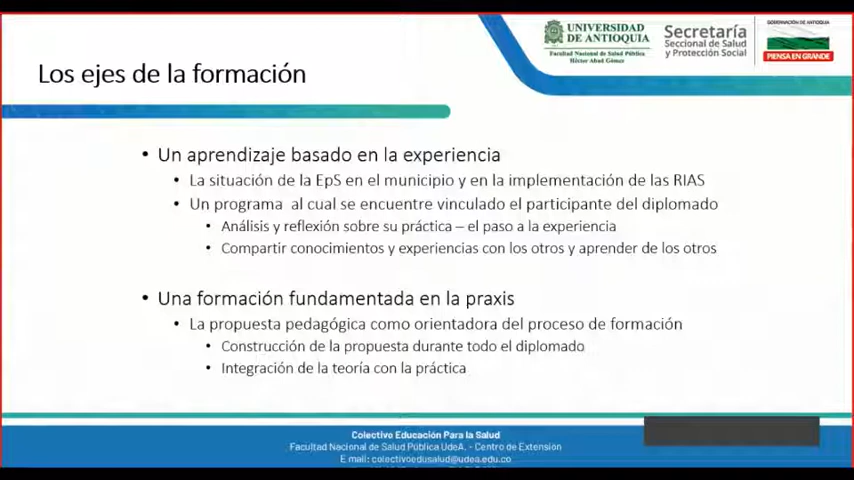 UNIVERSIDAD
DE ANTIOQUIA
Facultad Nacional de Salud Pública
Héctor Abad Gómez
Secretaría
Seccional de Salud
y Protección Social
GOBERNACIÓN DE ANTIOQUIA
PIENSA EN GRANDE
Los ejes de la formación
• Un aprendizaje basado en la experiencia
• La situación de la EpS en el municipio y en la implementación de las RIAS
• Un programa al cual se encuentre vinculado el participante del diplomado
• Análisis y reflexión sobre su práctica – el paso a la experiencia
• Compartir conocimientos y experiencias con los otros y aprender de los otros
• Una formación fundamentada en la praxis
• La propuesta pedagógica como orientadora del proceso de formación
• Construcción de la propuesta durante todo el diplomado
• Integración de la teoría con la práctica
Colectivo Educación Para la Salud
Facultad Nacional de Salud Pública UdeA. - Centro de Extensión
E mail: colectivoedusalud@udea.edu.co